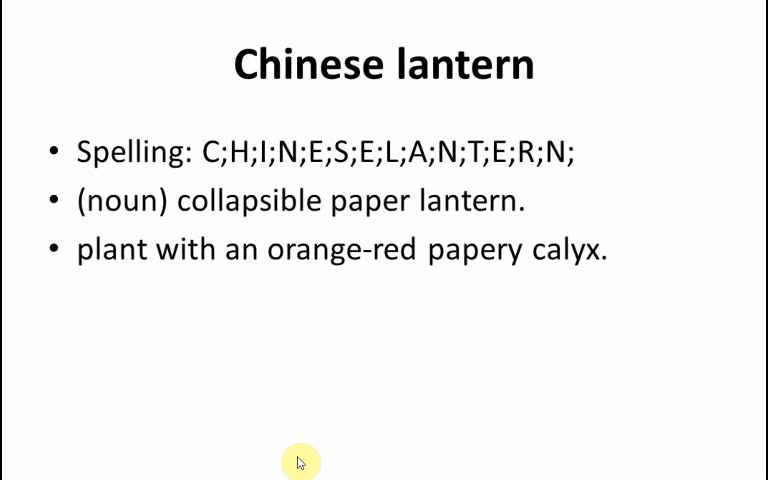 Chinese lantern
• Spelling: C;H;I;N;E;S;E;L;A;N;T;E;R;N;
• (noun) collapsible paper lantern.
• plant with an orange-red papery calyx.